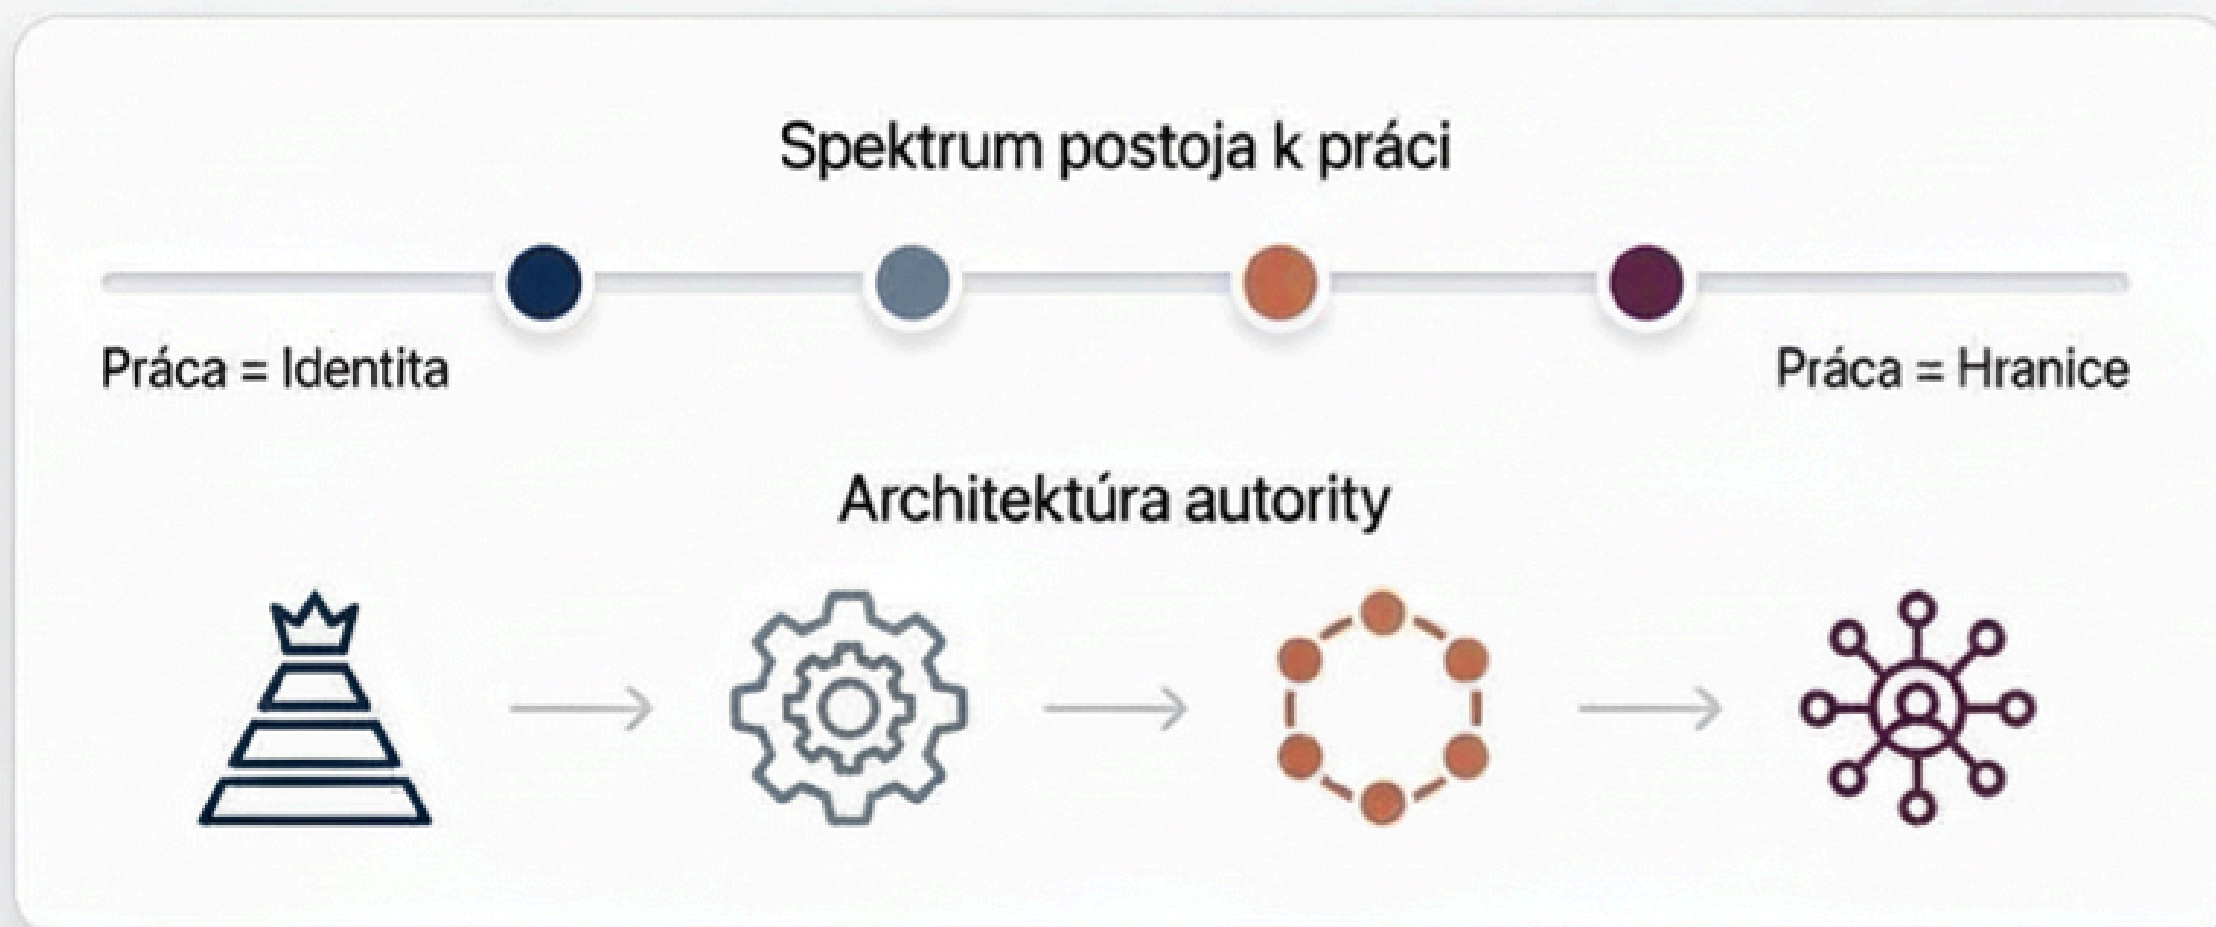 Spektrum postoja k práci
Práca = Identita
Práca = Hranice
Architektúra autority